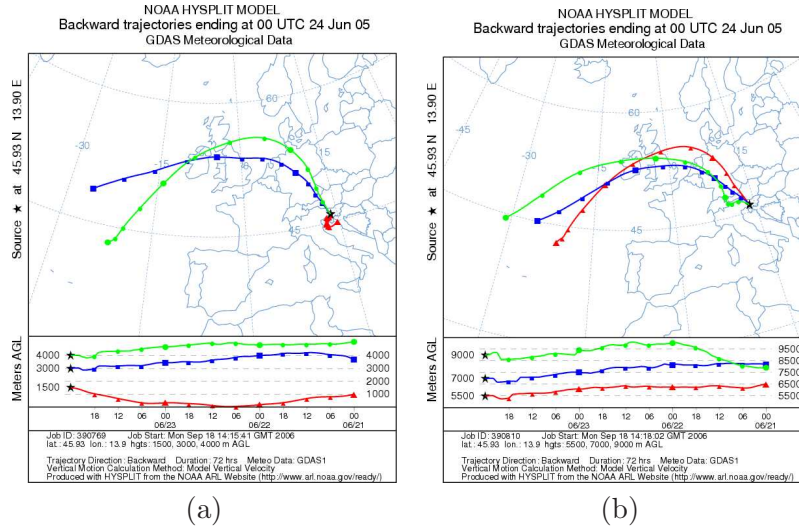 NOAA HYSPLIT MODEL
Backward trajectories ending at 00 UTC 24 Jun 05
GDAS Meteorological Data
Source ★ at 45.93 N 13.90 E
-30
-15
0
15
60
45
Meters AGL
4000
3000
1500
4000
3000
2000
1000
18 12 06 00 18 12 06 00 18 12 06 00
06/23 06/22 06/21
Job ID: 390769 Job Start: Mon Sep 18 14:15:41 GMT 2006
lat.: 45.93 lon.: 13.9 hgts: 1500, 3000, 4000 m AGL
Trajectory Direction: Backward Duration: 72 hrs Meteo Data: GDAS1
Vertical Motion Calculation Method: Model Vertical Velocity
Produced with HYSPLIT from the NOAA ARL Website (http://www.arl.noaa.gov/ready/)
(a)
NOAA HYSPLIT MODEL
Backward trajectories ending at 00 UTC 24 Jun 05
GDAS Meteorological Data
Source ★ at 45.93 N 13.90 E
-45
-30
-15
60
45
Meters AGL
9000
7000
5500
9500
8500
7500
6500
5500
18 12 06 00 18 12 06 00 18 12 06 00
06/23 06/22 06/21
Job ID: 390810 Job Start: Mon Sep 18 14:18:02 GMT 2006
lat.: 45.93 lon.: 13.9 hgts: 5500, 7000, 9000 m AGL
Trajectory Direction: Backward Duration: 72 hrs Meteo Data: GDAS1
Vertical Motion Calculation Method: Model Vertical Velocity
Produced with HYSPLIT from the NOAA ARL Website (http://www.arl.noaa.gov/ready/)
(b)